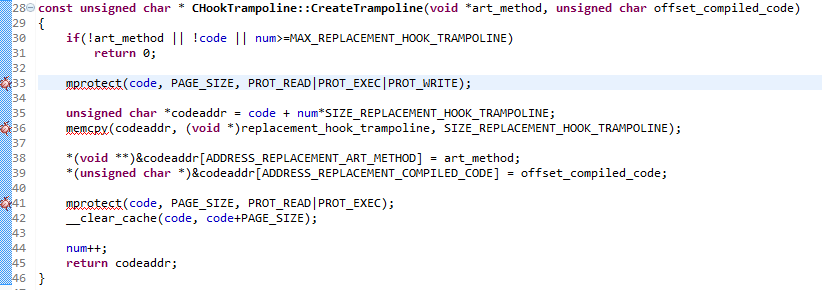 28 const unsigned char * CHookTrampoline::CreateTrampoline(void *art_method, unsigned char offset_compiled_code)
29 {
30     if(!art_method || !code || num>=MAX_REPLACEMENT_HOOK_TRAMPOLINE)
31         return 0;
32
33     mprotect(code, PAGE_SIZE, PROT_READ|PROT_EXEC|PROT_WRITE);
34
35     unsigned char *codeaddr = code + num*SIZE_REPLACEMENT_HOOK_TRAMPOLINE;
36     memcpy(codeaddr, (void *)replacement_hook_trampoline, SIZE_REPLACEMENT_HOOK_TRAMPOLINE);
37
38     *(void **)&codeaddr[ADDRESS_REPLACEMENT_ART_METHOD] = art_method;
39     *(unsigned char *)&codeaddr[ADDRESS_REPLACEMENT_COMPILED_CODE] = offset_compiled_code;
40
41     mprotect(code, PAGE_SIZE, PROT_READ|PROT_EXEC);
42     __clear_cache(code, code+PAGE_SIZE);
43
44     num++;
45     return codeaddr;
46 }